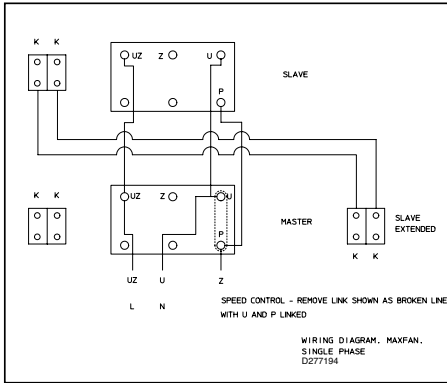 K K
UZ Z U
SLAVE
P
K K
UZ Z U
MASTER
SLAVE
EXTENDED
P
K K
UZ U Z
L N
SPEED CONTROL - REMOVE LINK SHOWN AS BROKEN LINE
WITH U AND P LINKED
WIRING DIAGRAM, MAXFAN,
SINGLE PHASE
D277194